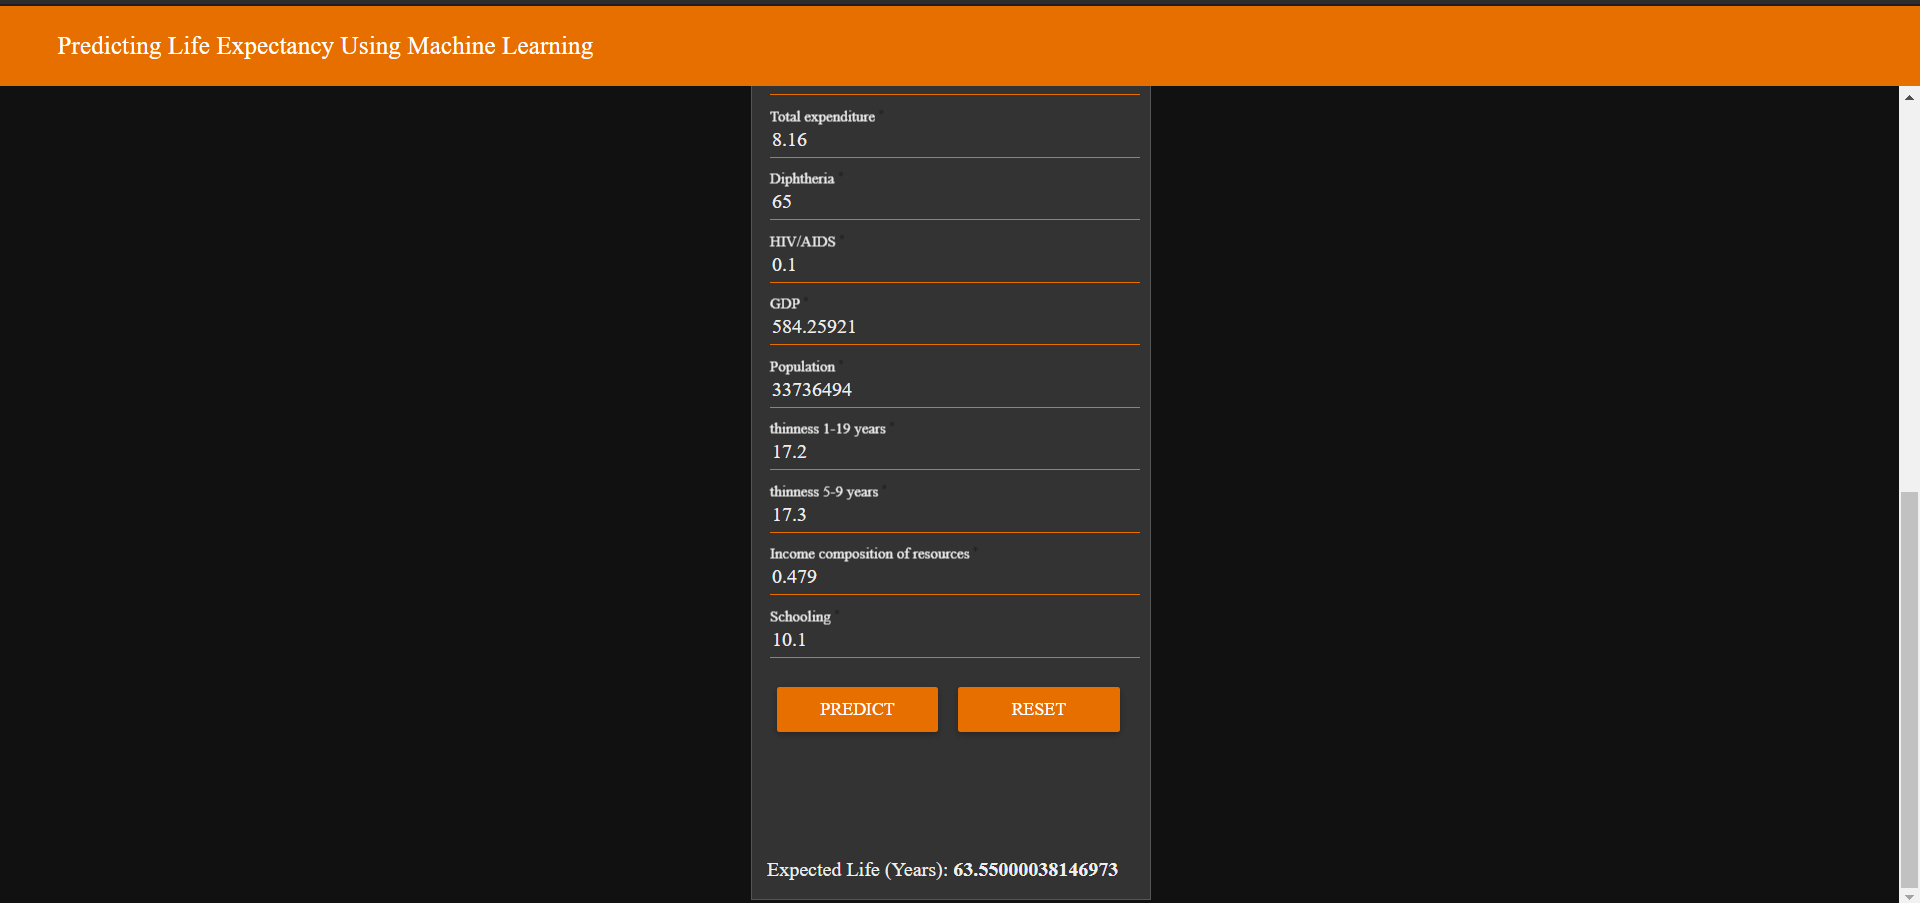 Predicting Life Expectancy Using Machine Learning
Total expenditure *
8.16
Diphtheria *
65
HIV/AIDS *
0.1
GDP *
584.25921
Population *
33736494
thinness 1-19 years *
17.2
thinness 5-9 years *
17.3
Income composition of resources *
0.479
Schooling *
10.1
PREDICT RESET
Expected Life (Years): 63.55000038146973